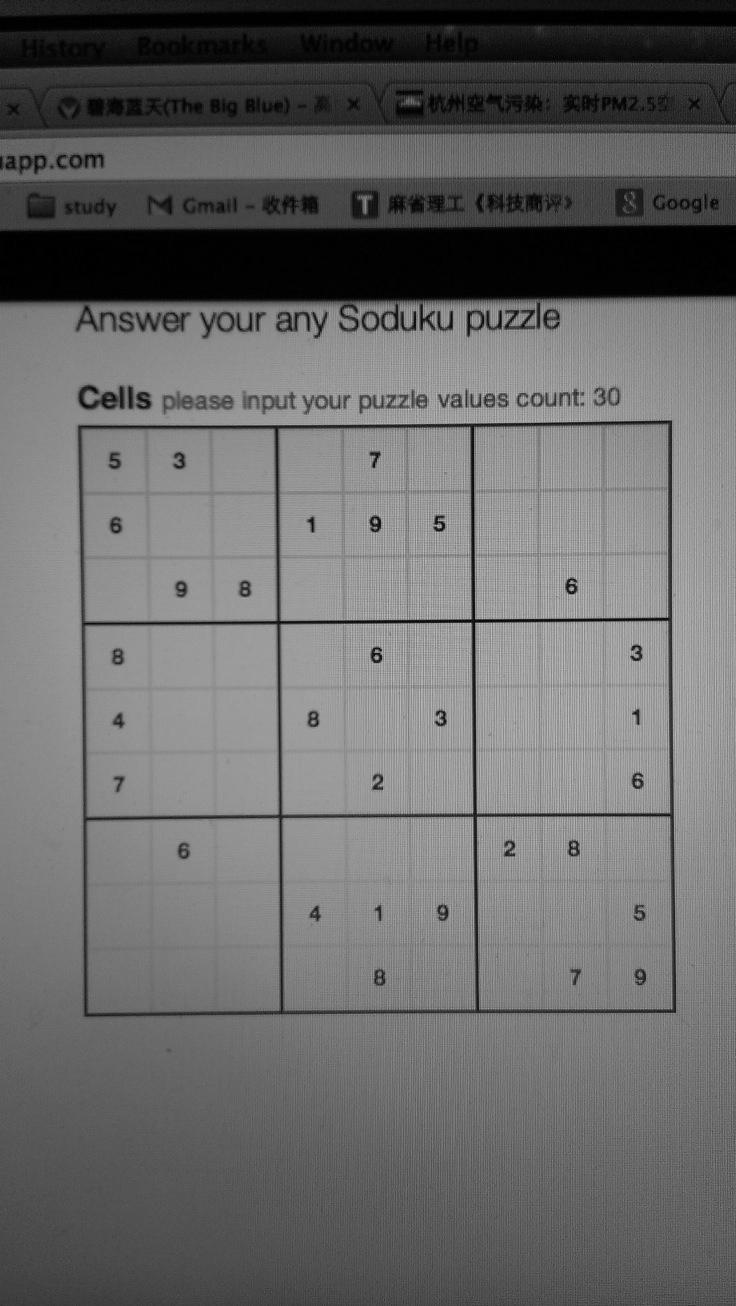 History Bookmarks Window Help
碧海蓝天(The Big Blue) – 高 × 杭州空气污染：实时PM2.5空 ×
uapp.com
study Gmail – 收件箱 T 麻省理工《科技商评》 8 Google
Answer your any Soduku puzzle
Cells please input your puzzle values count: 30
5 3 7
6 1 9 5
9 8 6
8 6 3
4 8 3 1
7 2 6
6 2 8
4 1 9 5
8 7 9